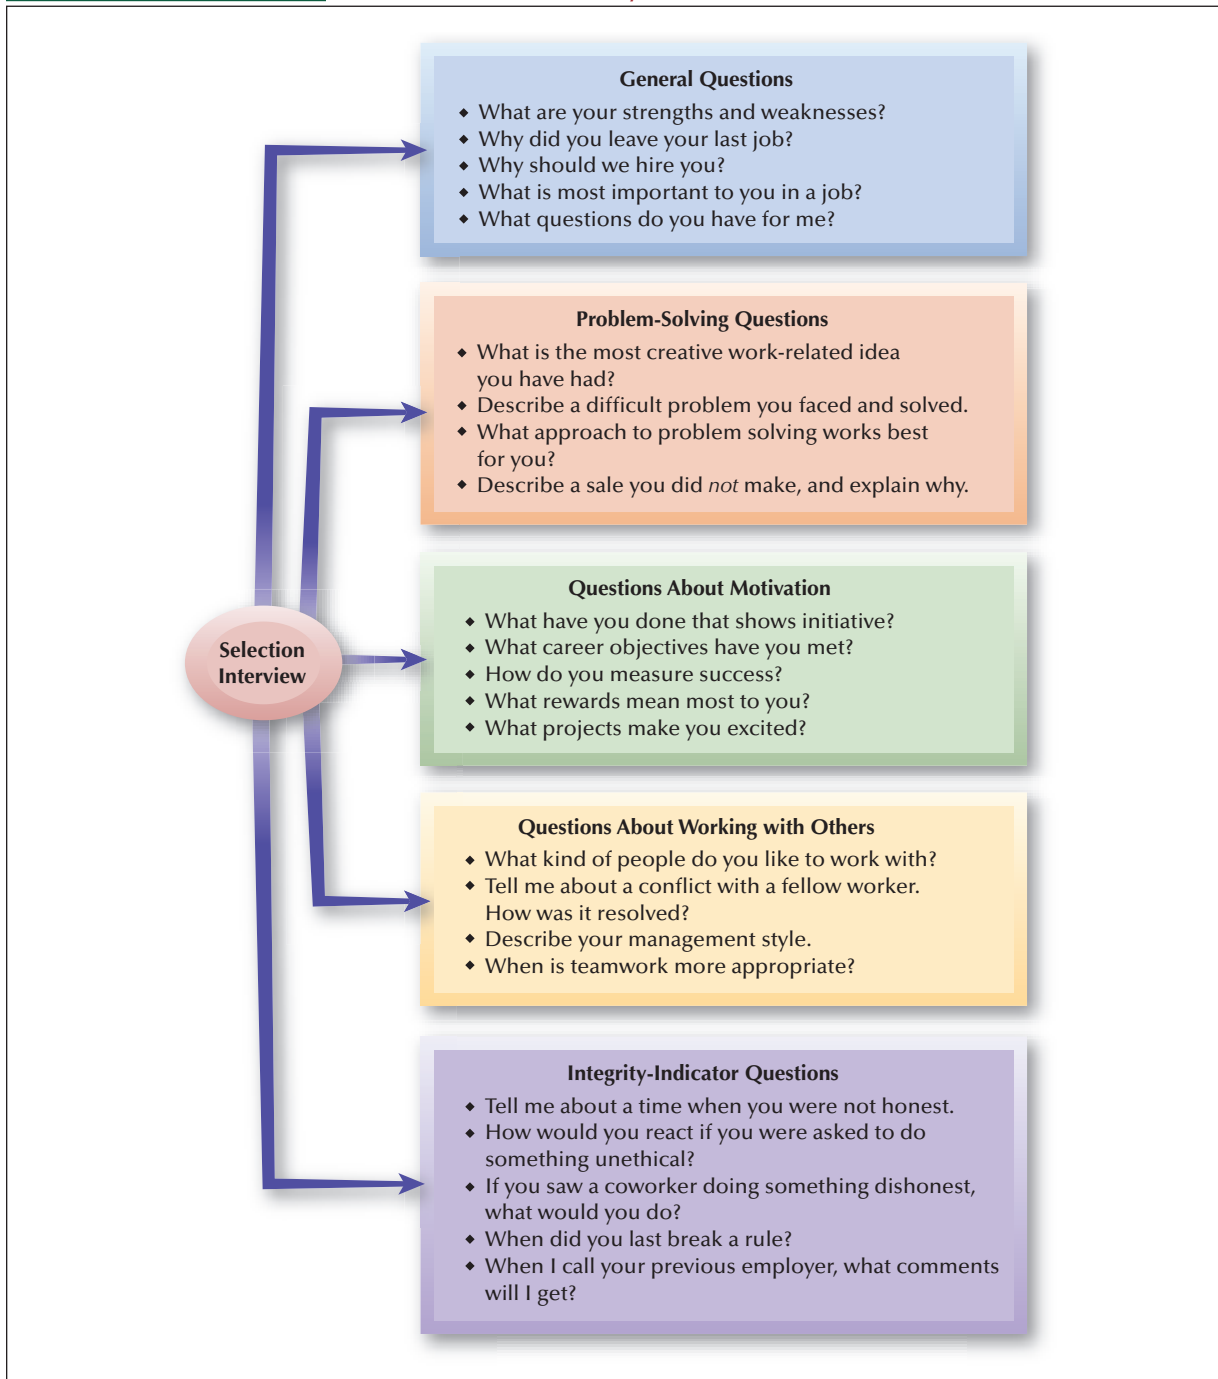 General Questions
◆ What are your strengths and weaknesses?
◆ Why did you leave your last job?
◆ Why should we hire you?
◆ What is most important to you in a job?
◆ What questions do you have for me?
Problem-Solving Questions
◆ What is the most creative work-related idea
you have had?
◆ Describe a difficult problem you faced and solved.
◆ What approach to problem solving works best
for you?
◆ Describe a sale you did not make, and explain why.
Questions About Motivation
◆ What have you done that shows initiative?
◆ What career objectives have you met?
◆ How do you measure success?
◆ What rewards mean most to you?
◆ What projects make you excited?
Selection
Interview
Questions About Working with Others
◆ What kind of people do you like to work with?
◆ Tell me about a conflict with a fellow worker.
How was it resolved?
◆ Describe your management style.
◆ When is teamwork more appropriate?
Integrity-Indicator Questions
◆ Tell me about a time when you were not honest.
◆ How would you react if you were asked to do
something unethical?
◆ If you saw a coworker doing something dishonest,
what would you do?
◆ When did you last break a rule?
◆ When I call your previous employer, what comments
will I get?